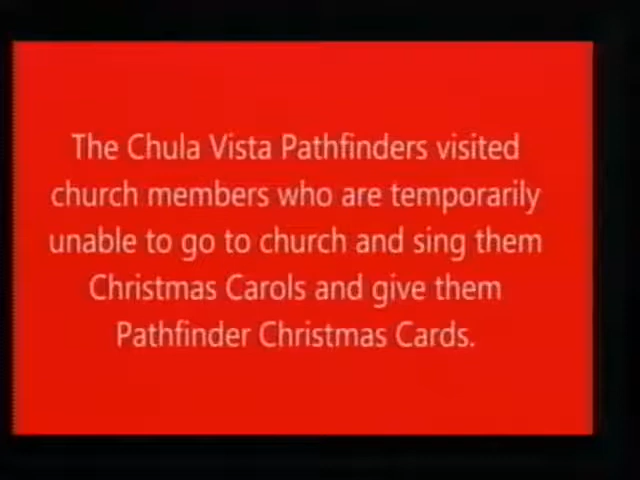 The Chula Vista Pathfinders visited
church members who are temporarily
unable to go to church and sing them
Christmas Carols and give them
Pathfinder Christmas Cards.